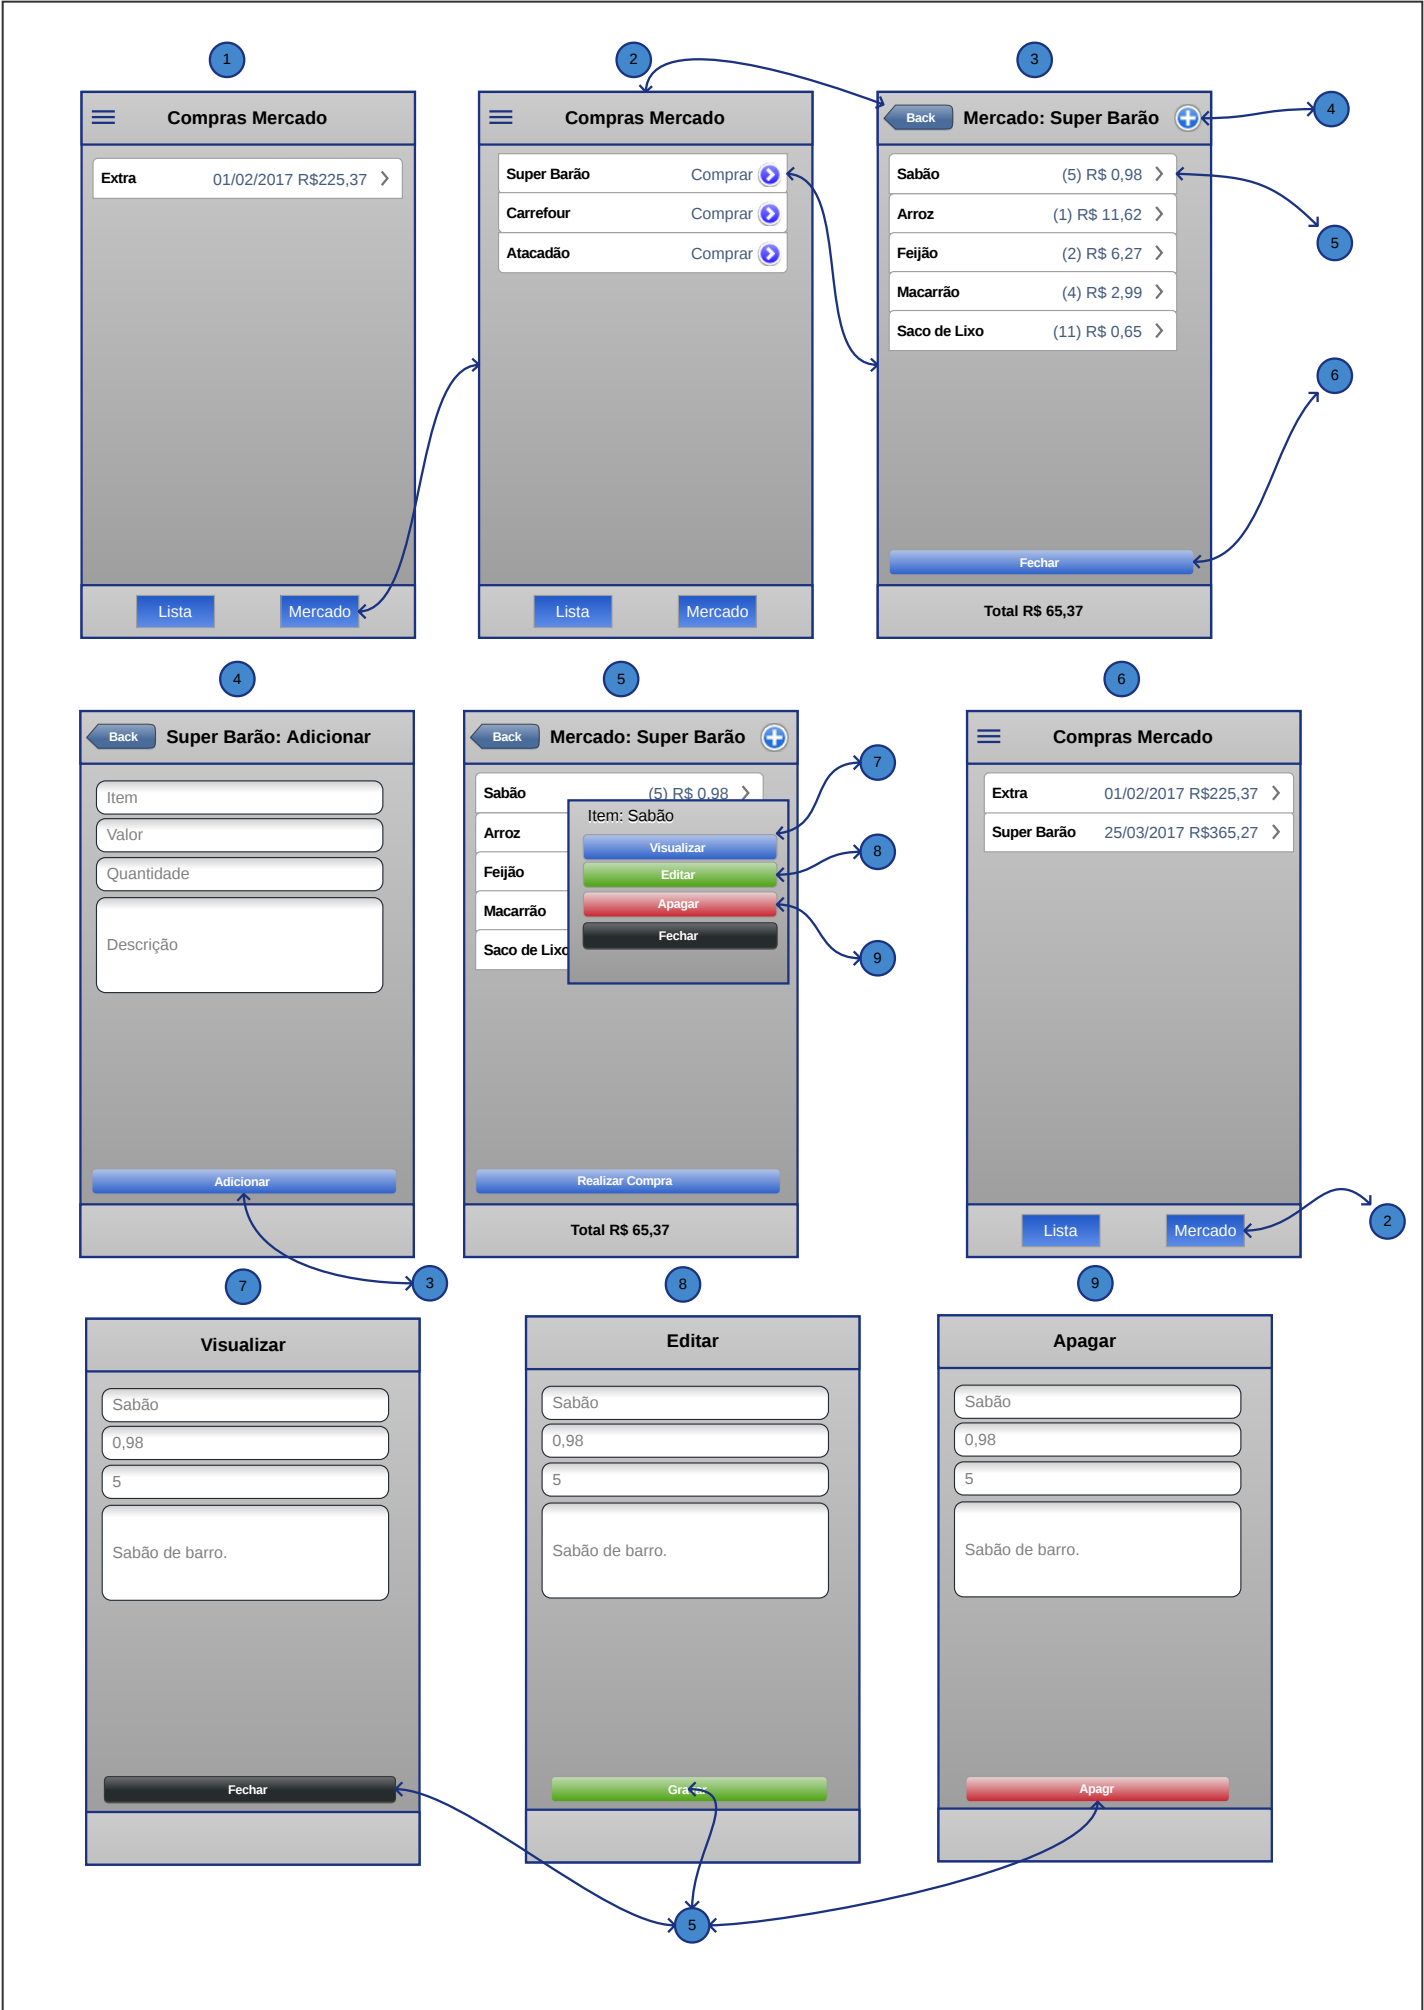 1
2
3
Compras Mercado
Extra 01/02/2017 R$225,37
Lista Mercado
Compras Mercado
Super Barão Comprar
Carrefour Comprar
Atacadão Comprar
Lista Mercado
Back Mercado: Super Barão
Sabão (5) R$ 0,98
Arroz (1) R$ 11,62
Feijão (2) R$ 6,27
Macarrão (4) R$ 2,99
Saco de Lixo (11) R$ 0,65
Fechar
Total R$ 65,37
4
5
6
4
5
6
Back Super Barão: Adicionar
Item
Valor
Quantidade
Descrição
Adicionar
3
Back Mercado: Super Barão
Sabão (5) R$ 0,98
Arroz
Feijão
Macarrão
Saco de Lixo
Item: Sabão
Visualizar
Editar
Apagar
Fechar
Realizar Compra
Total R$ 65,37
7
8
9
Compras Mercado
Extra 01/02/2017 R$225,37
Super Barão 25/03/2017 R$365,27
Lista Mercado
2
7
8
9
Visualizar
Sabão
0,98
5
Sabão de barro.
Fechar
Editar
Sabão
0,98
5
Sabão de barro.
Apagar
Sabão
0,98
5
Sabão de barro.
Apagr
5